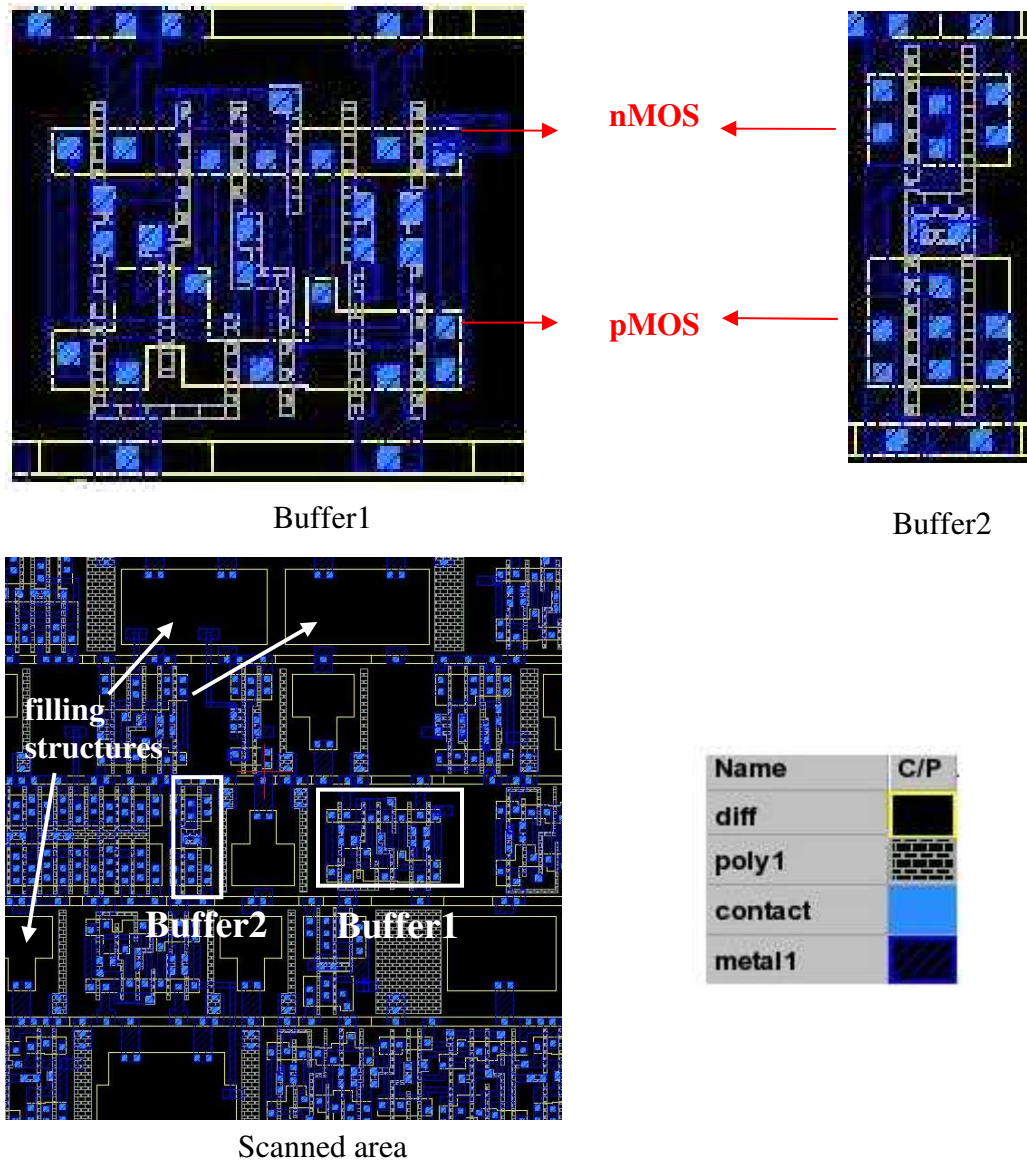 nMOS
pMOS
Buffer1
Buffer2
filling
structures
Buffer2
Buffer1
Scanned area
Name C/P
diff
poly1
contact
metal1